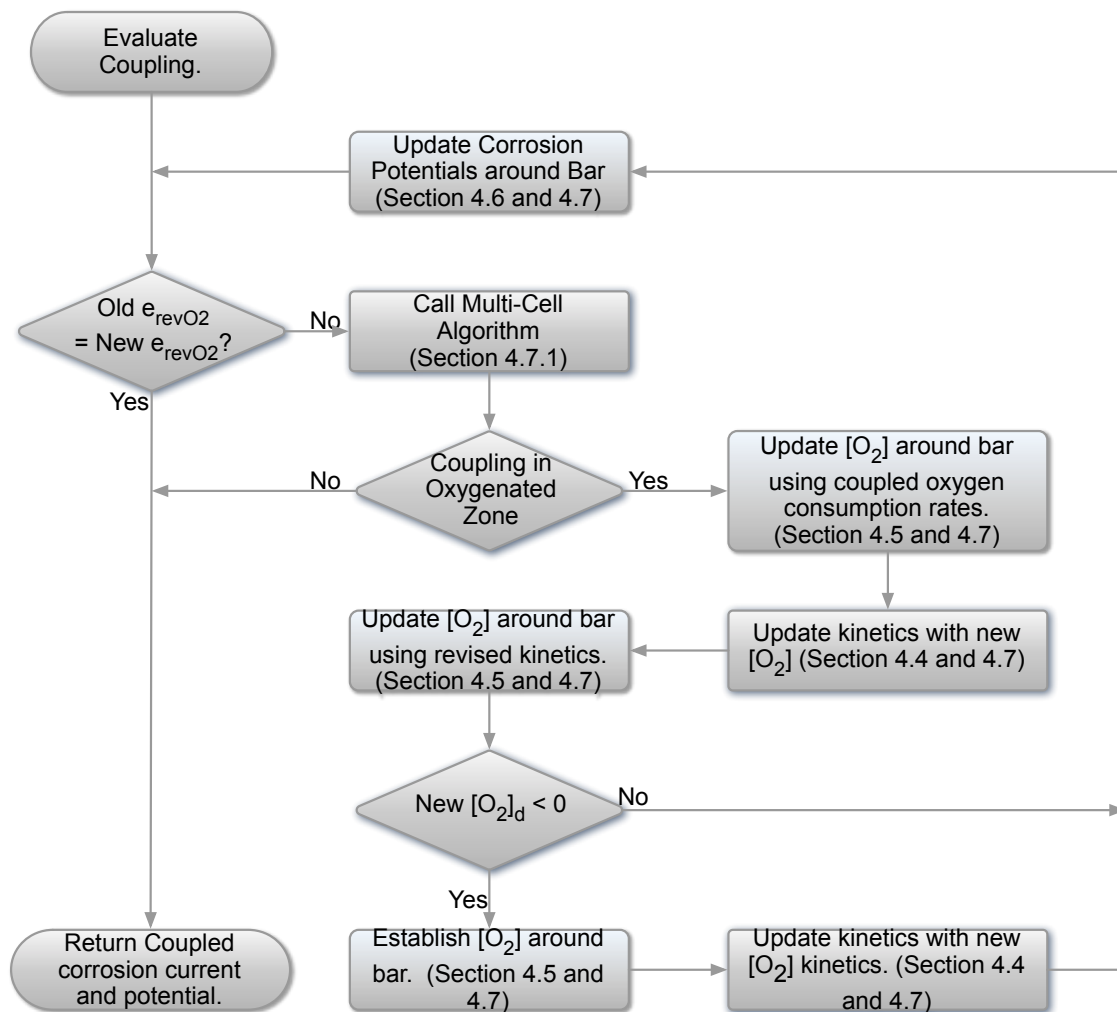 Evaluate
Coupling.
Update Corrosion
Potentials around Bar
(Section 4.6 and 4.7)
Old e_revO2
= New e_revO2?
No
Call Multi-Cell
Algorithm
(Section 4.7.1)
Yes
Coupling in
Oxygenated
Zone
No
Yes
Update [O2] around bar
using coupled oxygen
consumption rates.
(Section 4.5 and 4.7)
Update [O2] around bar
using revised kinetics.
(Section 4.5 and 4.7)
Update kinetics with new
[O2] (Section 4.4 and 4.7)
New [O2]d < 0
No
Yes
Return Coupled
corrosion current
and potential.
Establish [O2] around
bar.  (Section 4.5 and
4.7)
Update kinetics with new
[O2] kinetics. (Section 4.4
and 4.7)